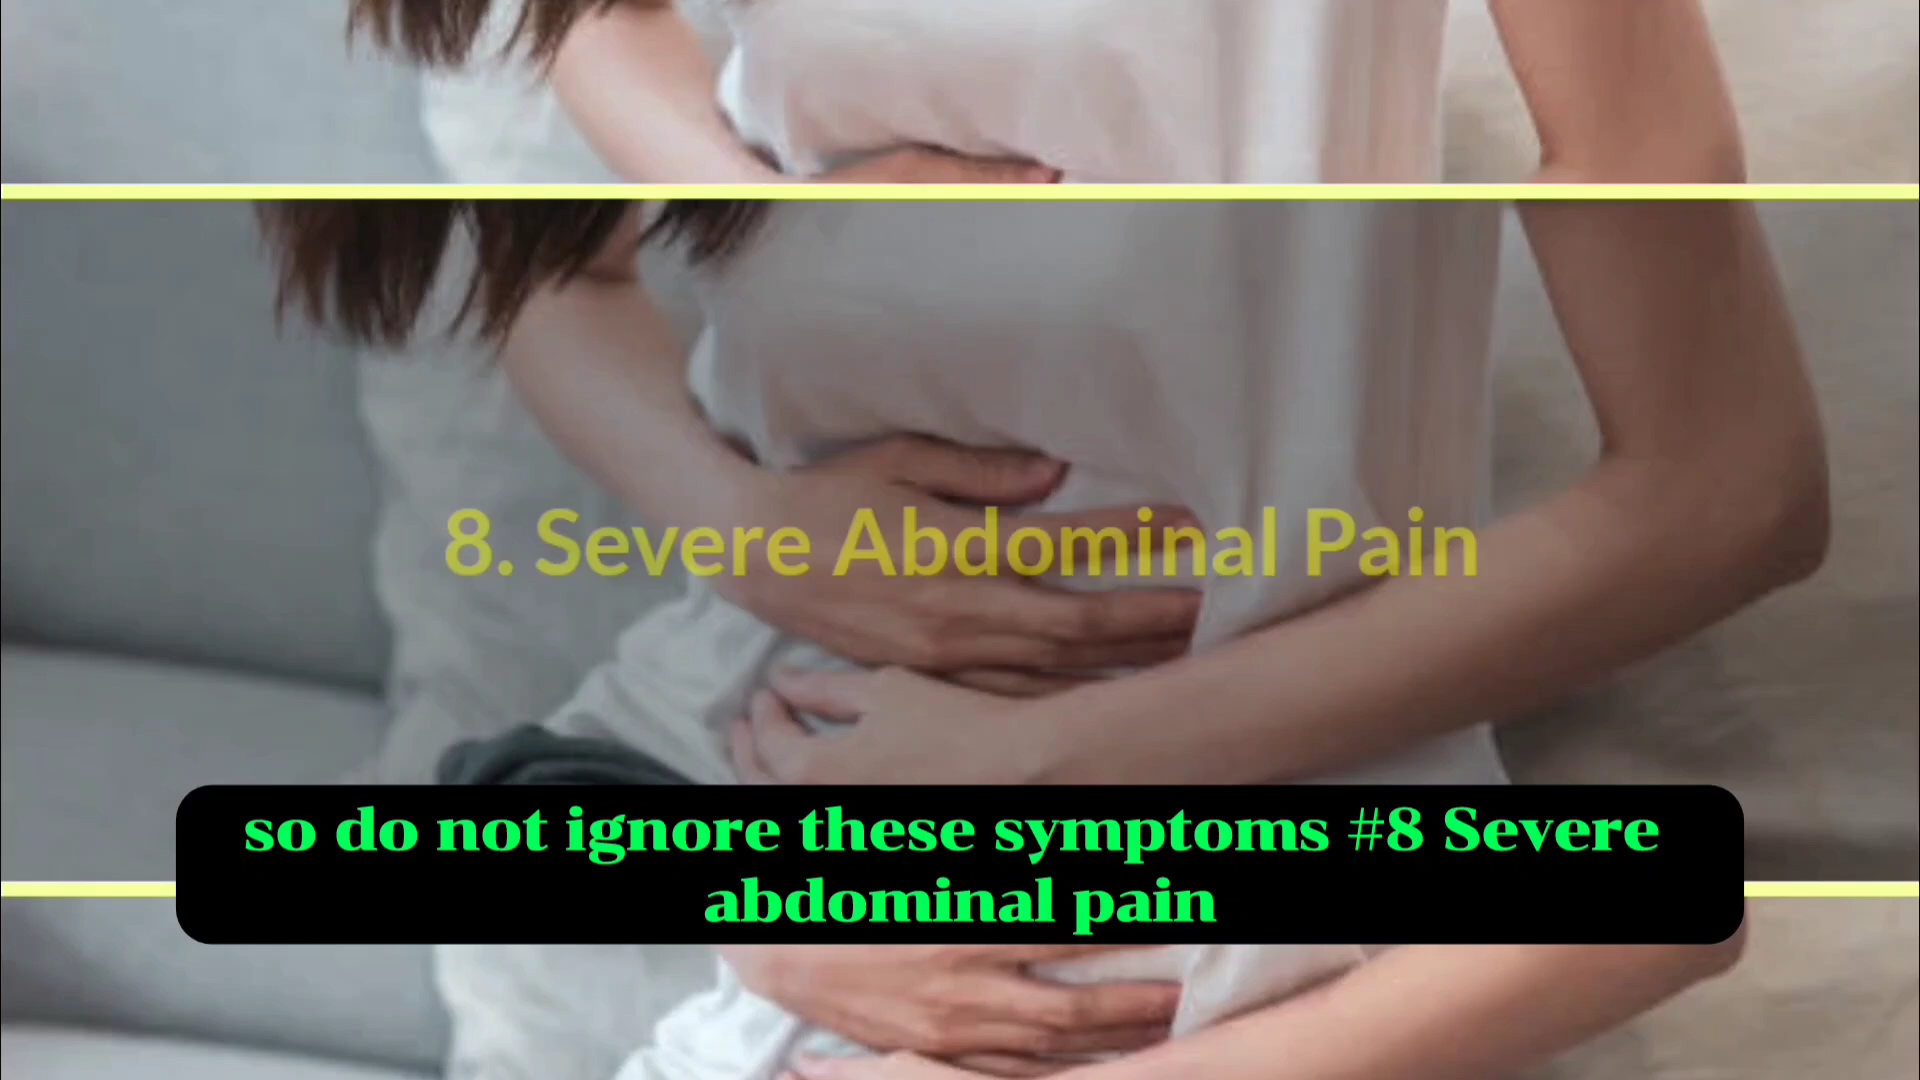 8. Severe Abdominal Pain
so do not ignore these symptoms #8 Severe
abdominal pain